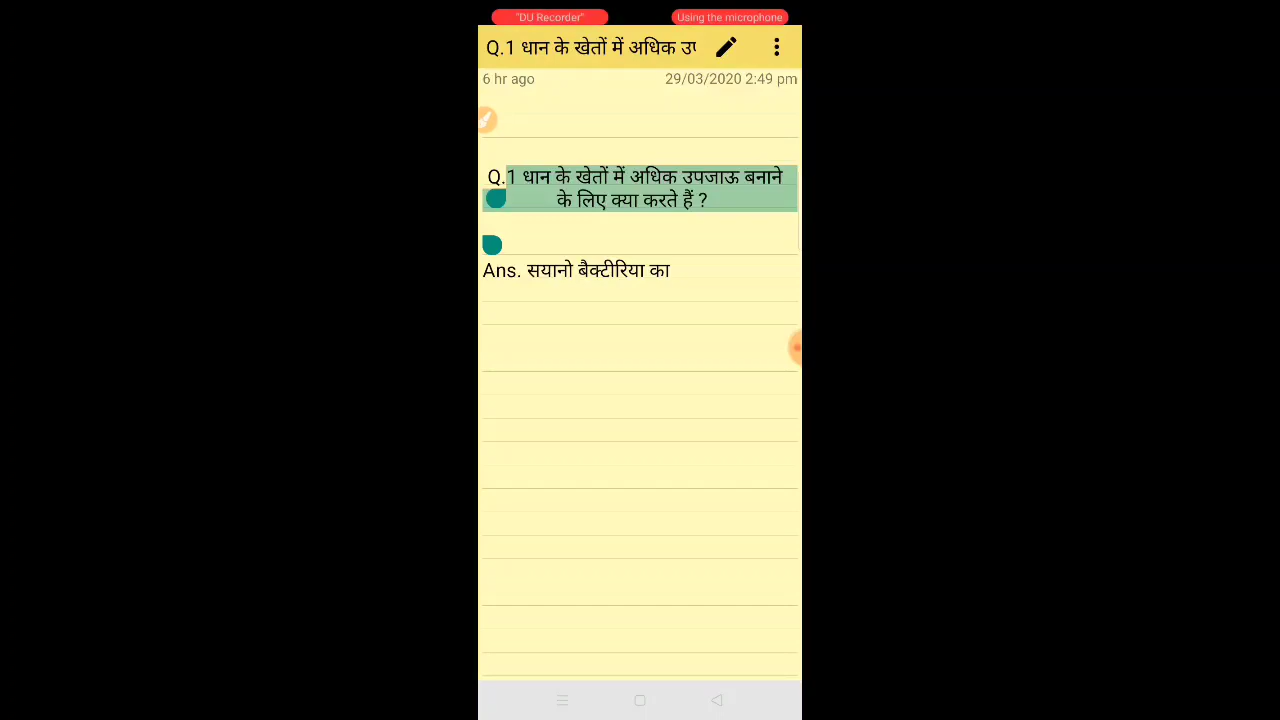 "DU Recorder"
Using the microphone
Q.1 धान के खेतों में अधिक
6 hr ago
29/03/2020 2:49 pm
Q.1 धान के खेतों में अधिक उपजाऊ बनाने
के लिए क्या करते हैं ?
Ans. सयानो बैक्टीरिया का